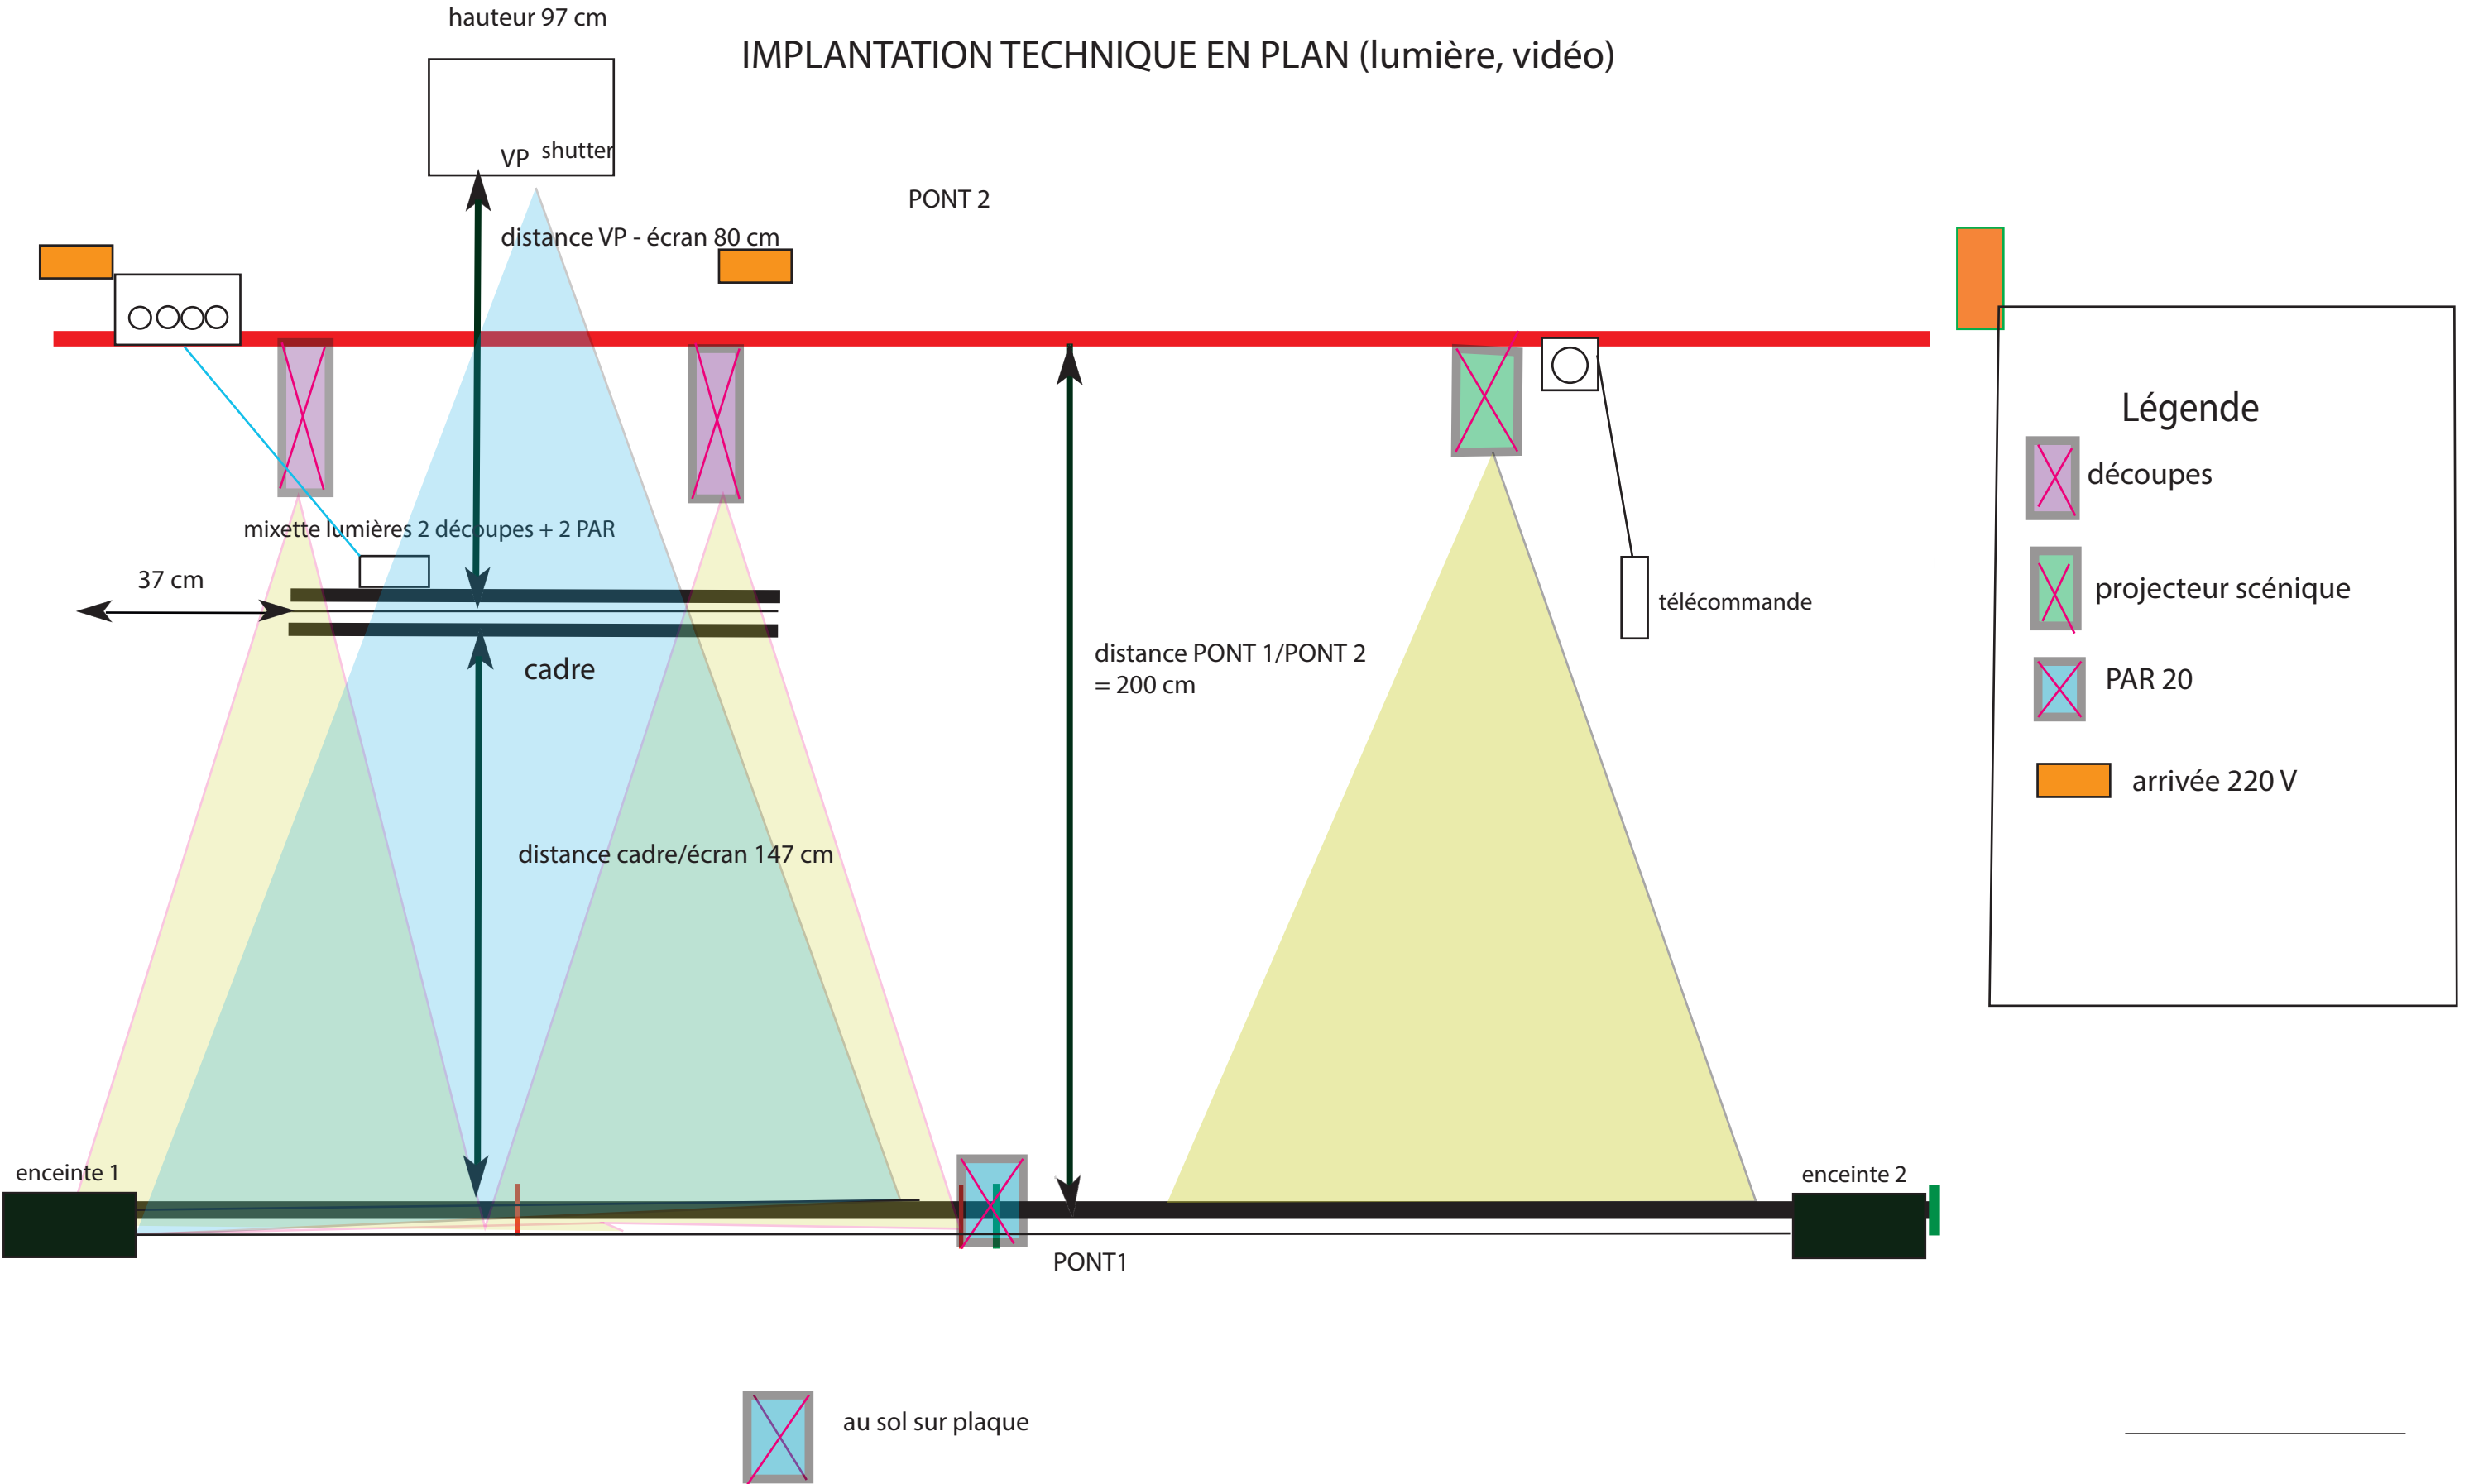 hauteur 97 cm
IMPLANTATION TECHNIQUE EN PLAN (lumière, vidéo)
VP shutter
PONT 2
distance VP - écran 80 cm
Légende
découpes
mixette lumières 2 découpes + 2 PAR
37 cm
projecteur scénique
télécommande
cadre
distance PONT 1/PONT 2
= 200 cm
PAR 20
arrivée 220 V
distance cadre/écran 147 cm
enceinte 1
enceinte 2
PONT1
au sol sur plaque